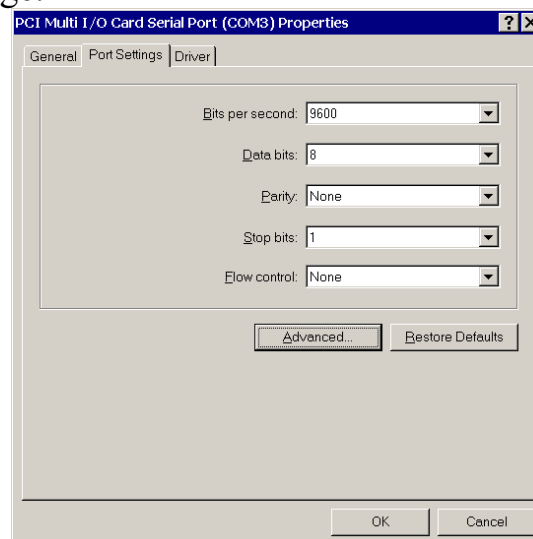 PCI Multi I/O Card Serial Port (COM3) Properties ? X
General Port Settings Driver
Bits per second: 9600
Data bits: 8
Parity: None
Stop bits: 1
Flow control: None
Advanced... Restore Defaults
OK Cancel